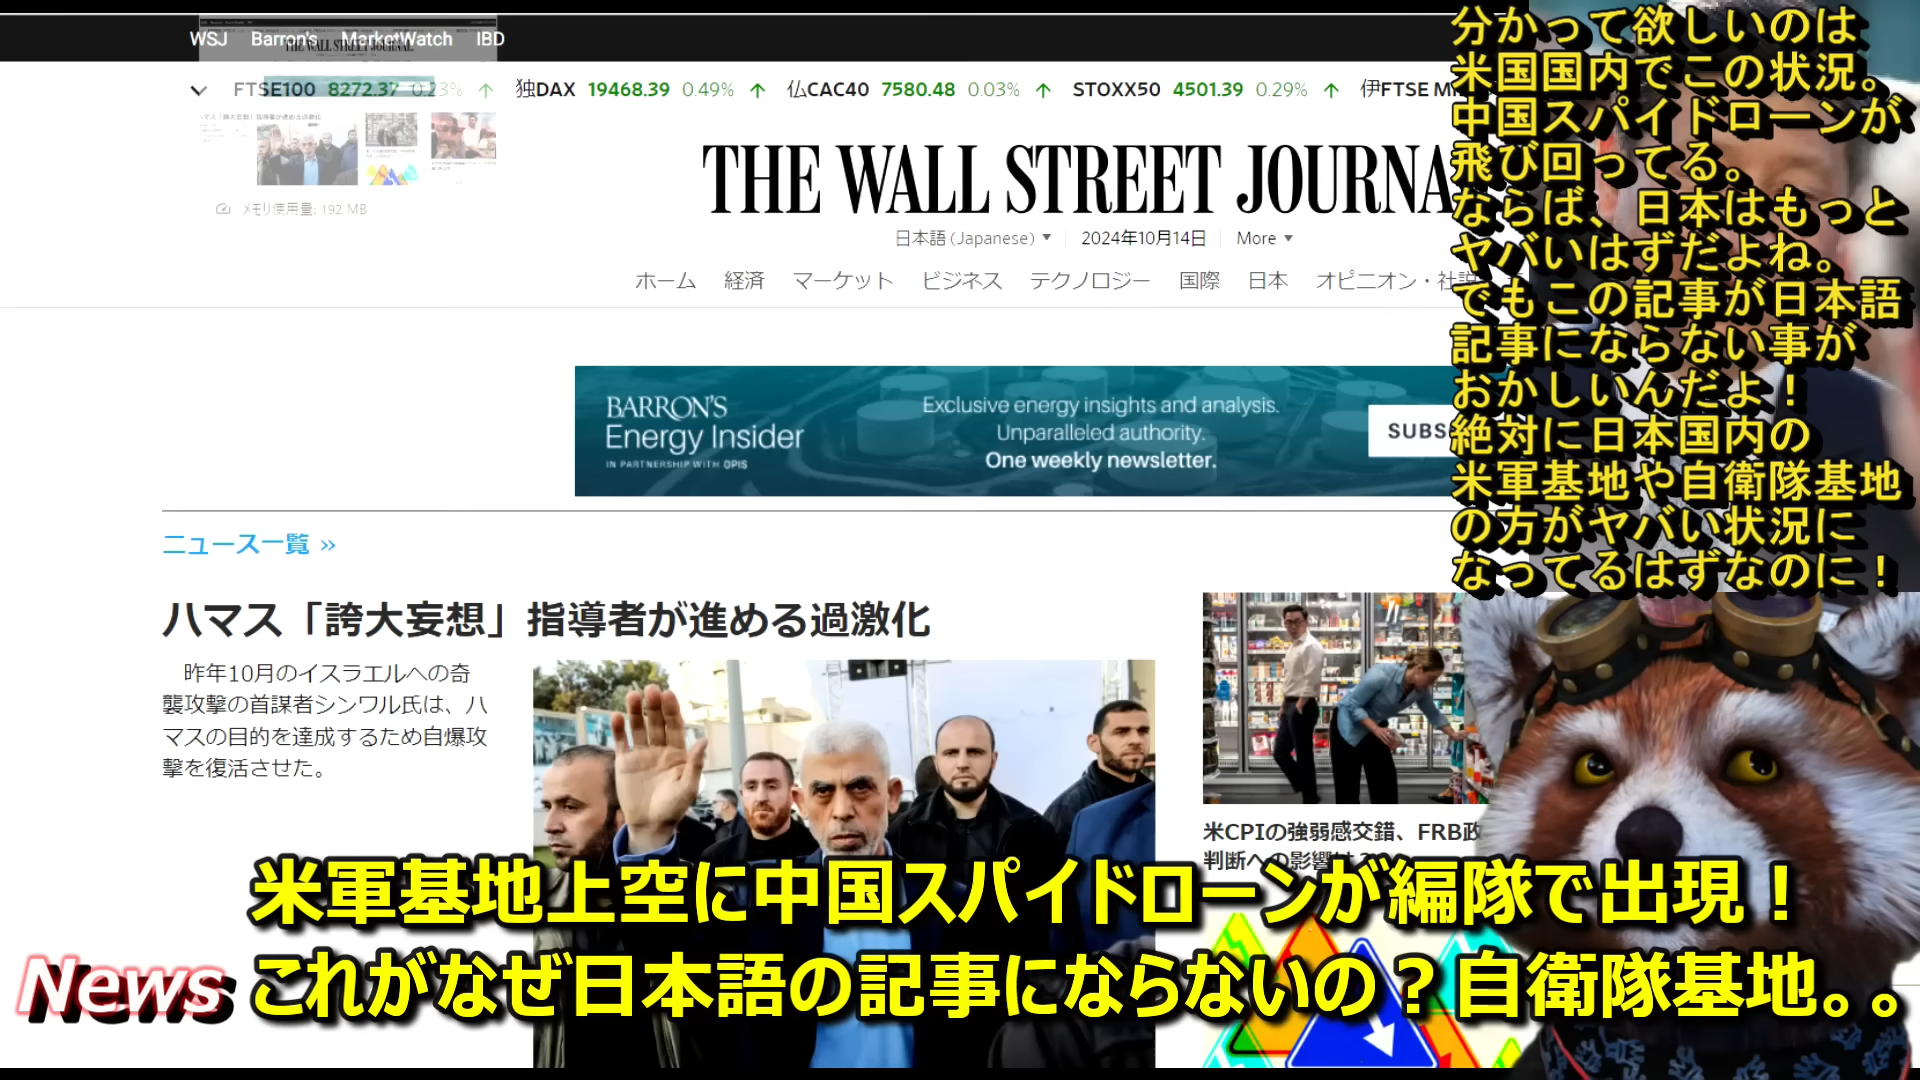 WSJ Barron's MarketWatch IBD
THE WALL STREET JOURNAL.
FTSE100 8272.37 0.23% ↑ 独DAX 19468.39 0.49% ↑ 仏CAC40 7580.48 0.03% ↑ STOXX50 4501.39 0.29% ↑ 伊FTSE
メモリ使用量: 192 MB
THE WALL STREET JOURNA
日本語 (Japanese) 2024年10月14日 More
ホーム 経済 マーケット ビジネス テクノロジー 国際 日本 オピニオン・社説
BARRON'S
Energy Insider
IN PARTNERSHIP WITH OPIS
Exclusive energy insights and analysis.
Unparalleled authority.
One weekly newsletter.
SUBS
ニュース一覧 »
ハマス「誇大妄想」指導者が進める過激化
昨年10月のイスラエルへの奇
襲攻撃の首謀者シンワル氏は、ハ
マスの目的を達成するため自爆攻
撃を復活させた。
米CPIの強弱感交錯、FRB政
判断への影響は
分かって欲しいのは
米国国内でこの状況。
中国スパイドローンが
飛び回ってる。
ならば、日本はもっと
ヤバいはずだよね。
でもこの記事が日本語
記事にならない事が
おかしいんだよ！
絶対に日本国内の
米軍基地や自衛隊基地
の方がヤバい状況に
なってるはずなのに！
米軍基地上空に中国スパイドローンが編隊で出現！
News
これがなぜ日本語の記事にならないの？自衛隊基地。。